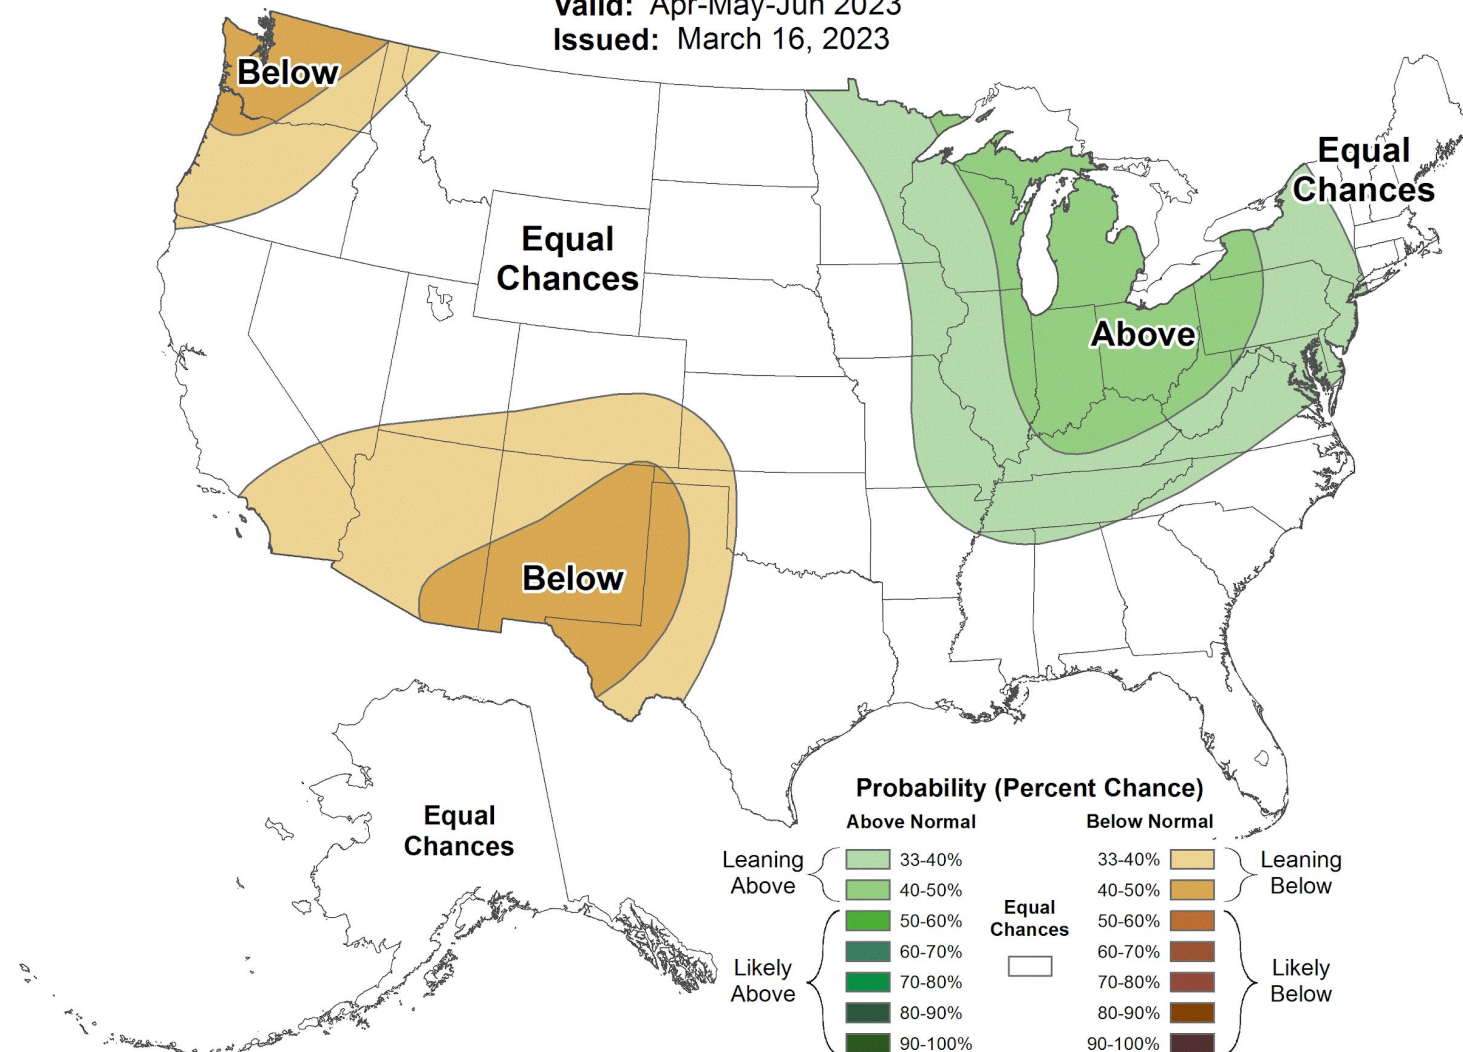 Valid: Apr-May-Jun 2023
Issued: March 16, 2023
Below
Equal
Chances
Equal
Chances
Above
Below
Equal
Chances
Probability (Percent Chance)
Above Normal
Below Normal
Leaning
Above
33-40%
40-50%
50-60%
60-70%
70-80%
80-90%
90-100%
Likely
Above
Equal
Chances
33-40%
40-50%
50-60%
60-70%
70-80%
80-90%
90-100%
Leaning
Below
Likely
Below